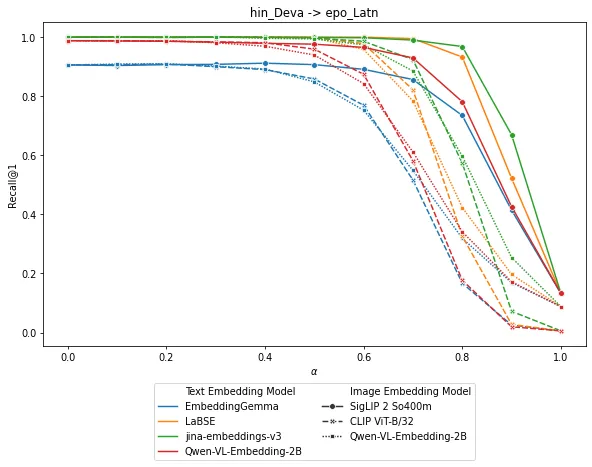 hin_Deva -> epo_Latn
1.0
0.8
0.6
0.4
0.2
0.0
Recall@1
0.0 0.2 0.4 0.6 0.8 1.0
α
Text Embedding Model
EmbeddingGemma
LaBSE
jina-embeddings-v3
Qwen-VL-Embedding-2B
Image Embedding Model
SigLIP 2 So400m
CLIP ViT-B/32
Qwen-VL-Embedding-2B